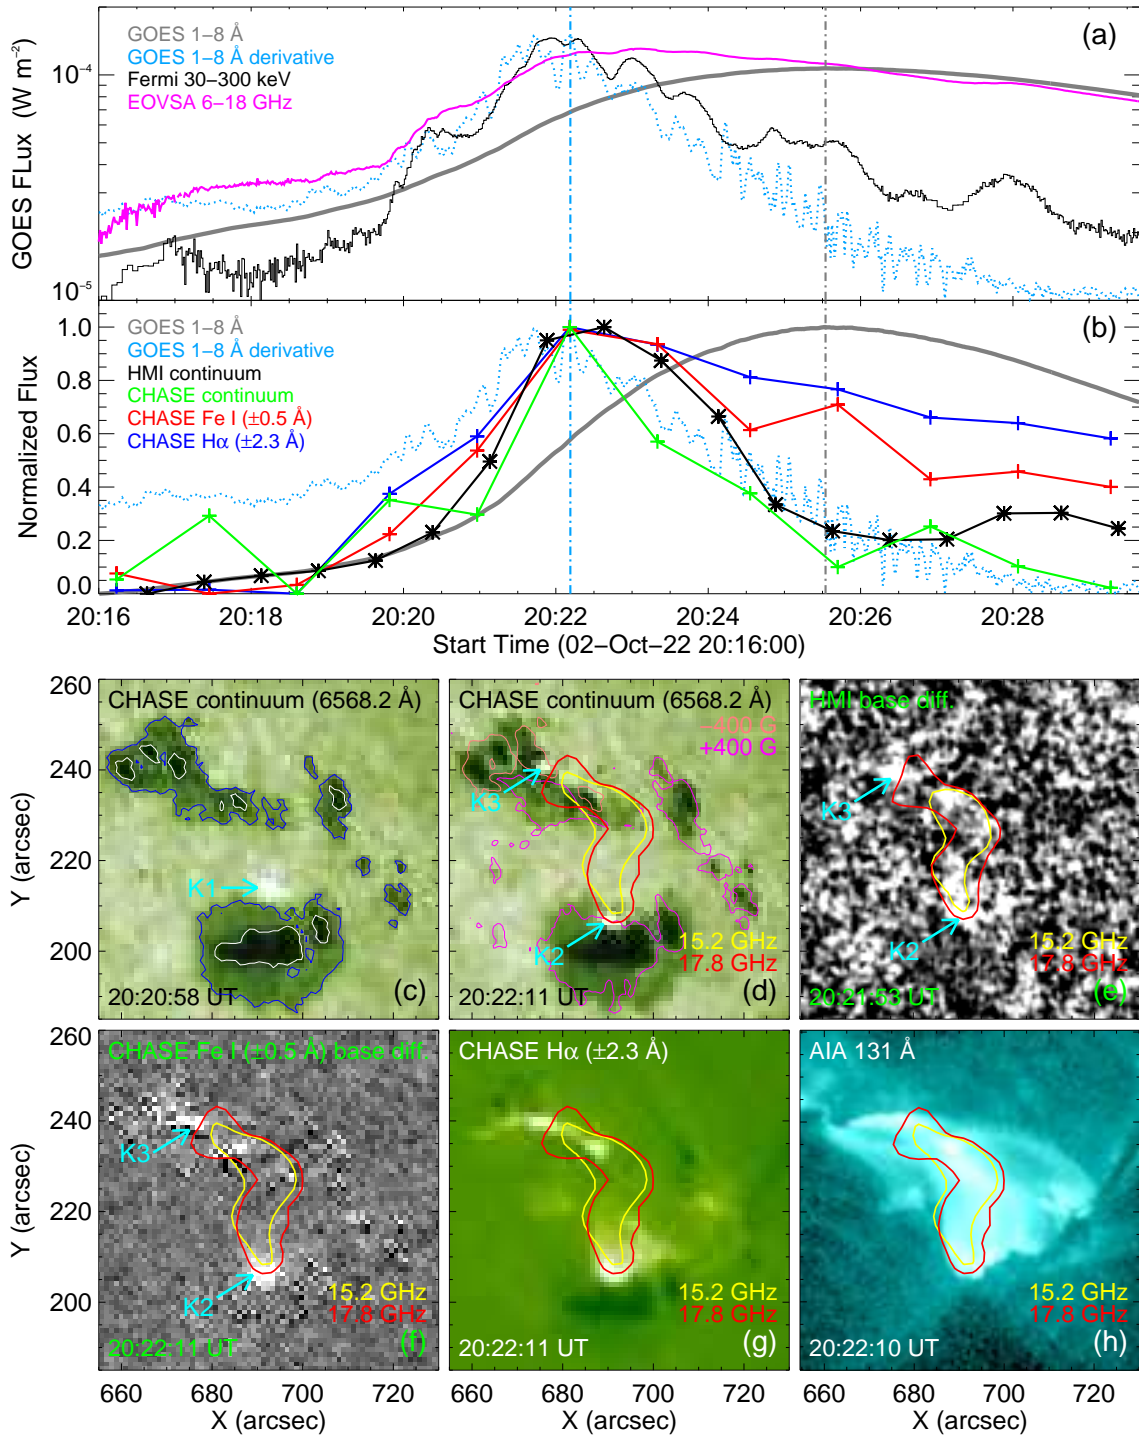 (a)
GOES 1–8 Å
GOES 1–8 Å derivative
Fermi 30–300 keV
EOVSA 6–18 GHz
GOES FLux (W m⁻²)
10⁻⁴
10⁻⁵
(b)
GOES 1–8 Å
GOES 1–8 Å derivative
HMI continuum
CHASE continuum
CHASE Fe I (±0.5 Å)
CHASE Hα (±2.3 Å)
Normalized Flux
1.0
0.8
0.6
0.4
0.2
0.0
20:16 20:18 20:20 20:22 20:24 20:26 20:28
Start Time (02–Oct–22 20:16:00)
Y (arcsec)
260
240
220
200
CHASE continuum (6568.2 Å)
K1
20:20:58 UT
(c)
CHASE continuum (6568.2 Å)
−400 G
+400 G
K3
K2
15.2 GHz
17.8 GHz
20:22:11 UT
(d)
HMI base diff.
K3
K2
15.2 GHz
17.8 GHz
20:21:53 UT
(e)
Y (arcsec)
260
240
220
200
CHASE Fe I (±0.5 Å) base diff.
K3
K2
15.2 GHz
17.8 GHz
20:22:11 UT
(f)
CHASE Hα (±2.3 Å)
15.2 GHz
17.8 GHz
20:22:11 UT
(g)
AIA 131 Å
15.2 GHz
17.8 GHz
20:22:10 UT
(h)
660 680 700 720
660 680 700 720
660 680 700 720
X (arcsec)
X (arcsec)
X (arcsec)